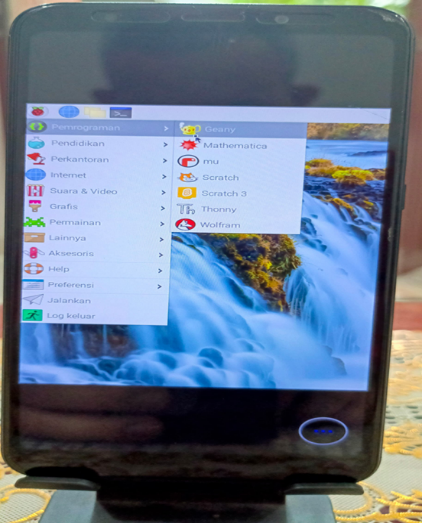 Pemrograman
Pendidikan
Perkantoran
Internet
Suara & Video
Grafis
Permainan
Lainnya
Aksesoris
Help
Preferensi
Jalankan
Log keluar
Geany
Mathematica
mu
Scratch
Scratch 3
Thonny
Wolfram